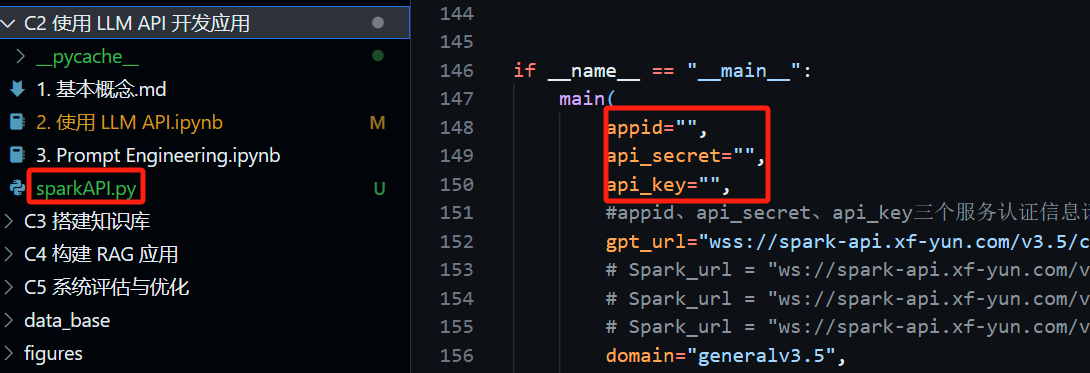 C2 使用 LLM API 开发应用
__pycache__
1. 基本概念.md
2. 使用 LLM API.ipynb M
3. Prompt Engineering.ipynb
sparkAPI.py U
C3 搭建知识库
C4 构建 RAG 应用
C5 系统评估与优化
data_base
figures
144
145
146 if __name__ == "__main__":
147 main(
148 appid="",
149 api_secret="",
150 api_key="",
151 #appid、api_secret、api_key三个服务认证信息
152 gpt_url="wss://spark-api.xf-yun.com/v3.5/c
153 # Spark_url = "ws://spark-api.xf-yun.com/v
154 # Spark_url = "ws://spark-api.xf-yun.com/v
155 # Spark_url = "ws://spark-api.xf-yun.com/v
156 domain="generalv3.5",